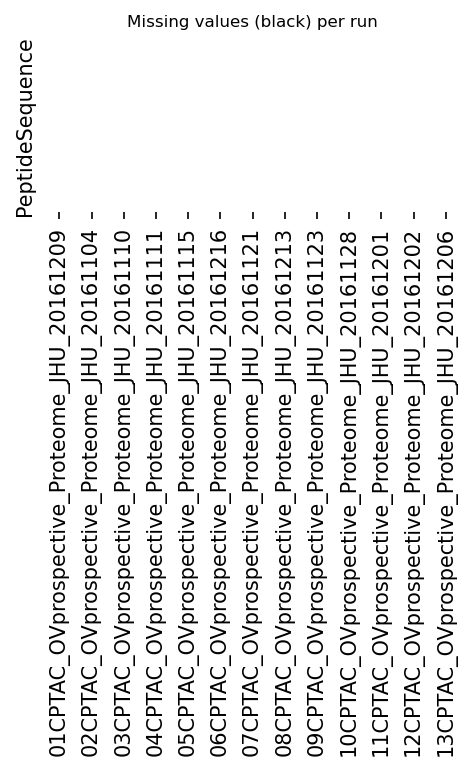 Missing values (black) per run
PeptideSequence
01CPTAC_OVprospective_Proteome_JHU_20161209
02CPTAC_OVprospective_Proteome_JHU_20161104
03CPTAC_OVprospective_Proteome_JHU_20161110
04CPTAC_OVprospective_Proteome_JHU_20161111
05CPTAC_OVprospective_Proteome_JHU_20161115
06CPTAC_OVprospective_Proteome_JHU_20161216
07CPTAC_OVprospective_Proteome_JHU_20161121
08CPTAC_OVprospective_Proteome_JHU_20161213
09CPTAC_OVprospective_Proteome_JHU_20161123
10CPTAC_OVprospective_Proteome_JHU_20161128
11CPTAC_OVprospective_Proteome_JHU_20161201
12CPTAC_OVprospective_Proteome_JHU_20161202
13CPTAC_OVprospective_Proteome_JHU_20161206